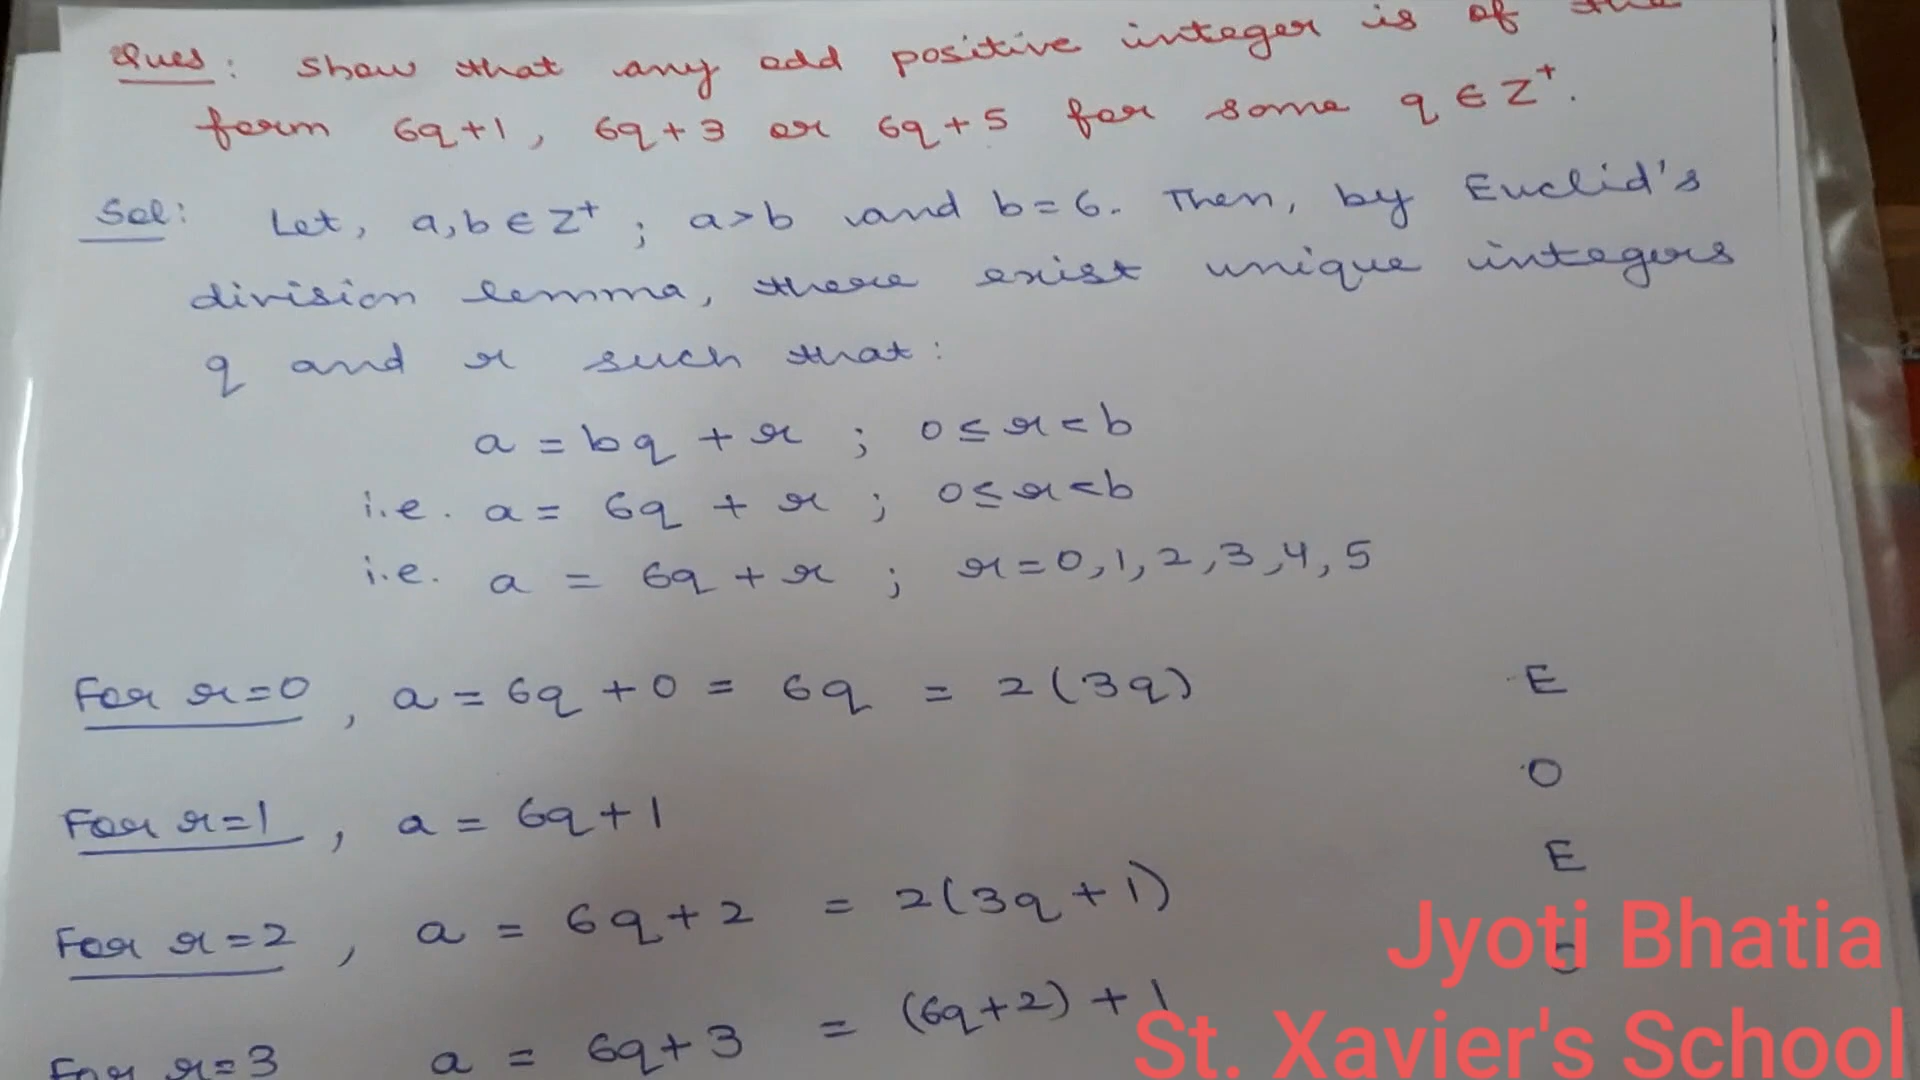 Ques: Show that any odd positive integer is of the
form 6q+1, 6q+3 or 6q+5 for some q ∈ Z⁺.
Sol: Let, a,b ∈ Z⁺ ; a>b and b=6. Then, by Euclid's
division lemma, there exist unique integers
q and r such that:
a = bq + r ; 0≤r<b
i.e. a = 6q + r ; 0≤r<b
i.e. a = 6q + r ; r=0,1,2,3,4,5
For r=0, a = 6q+0 = 6q = 2(3q) E
For r=1, a = 6q+1 O
For r=2, a = 6q+2 = 2(3q+1) E
For r=3 a = 6q+3 = (6q+2)+1
Jyoti Bhatia
St. Xavier's School